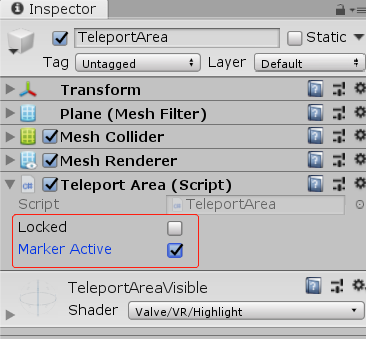 Inspector
TeleportArea
Static
Tag Untagged Layer Default
Transform
Plane (Mesh Filter)
Mesh Collider
Mesh Renderer
Teleport Area (Script)
Script TeleportArea
Locked
Marker Active
TeleportAreaVisible
Shader Valve/VR/Highlight